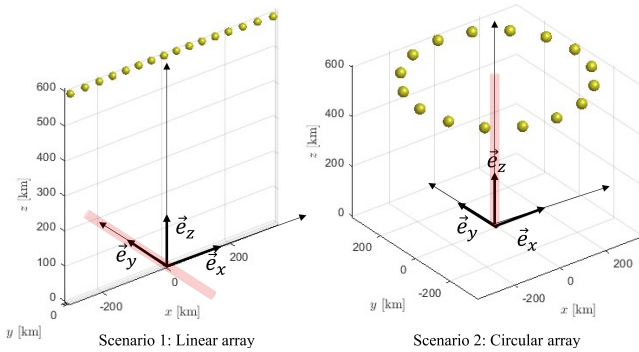 600
500
400
300
200
100
0
z [km]
-200
0
200
x [km]
0
y [km]
e⃗z
e⃗y
e⃗x
Scenario 1: Linear array
600
400
200
0
z [km]
200
0
-200
y [km]
-200
0
200
x [km]
e⃗z
e⃗y
e⃗x
Scenario 2: Circular array